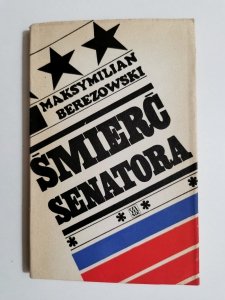 MAKSYMILIAN
BEREZOWSKI
ŚMIERĆ
SENATORA